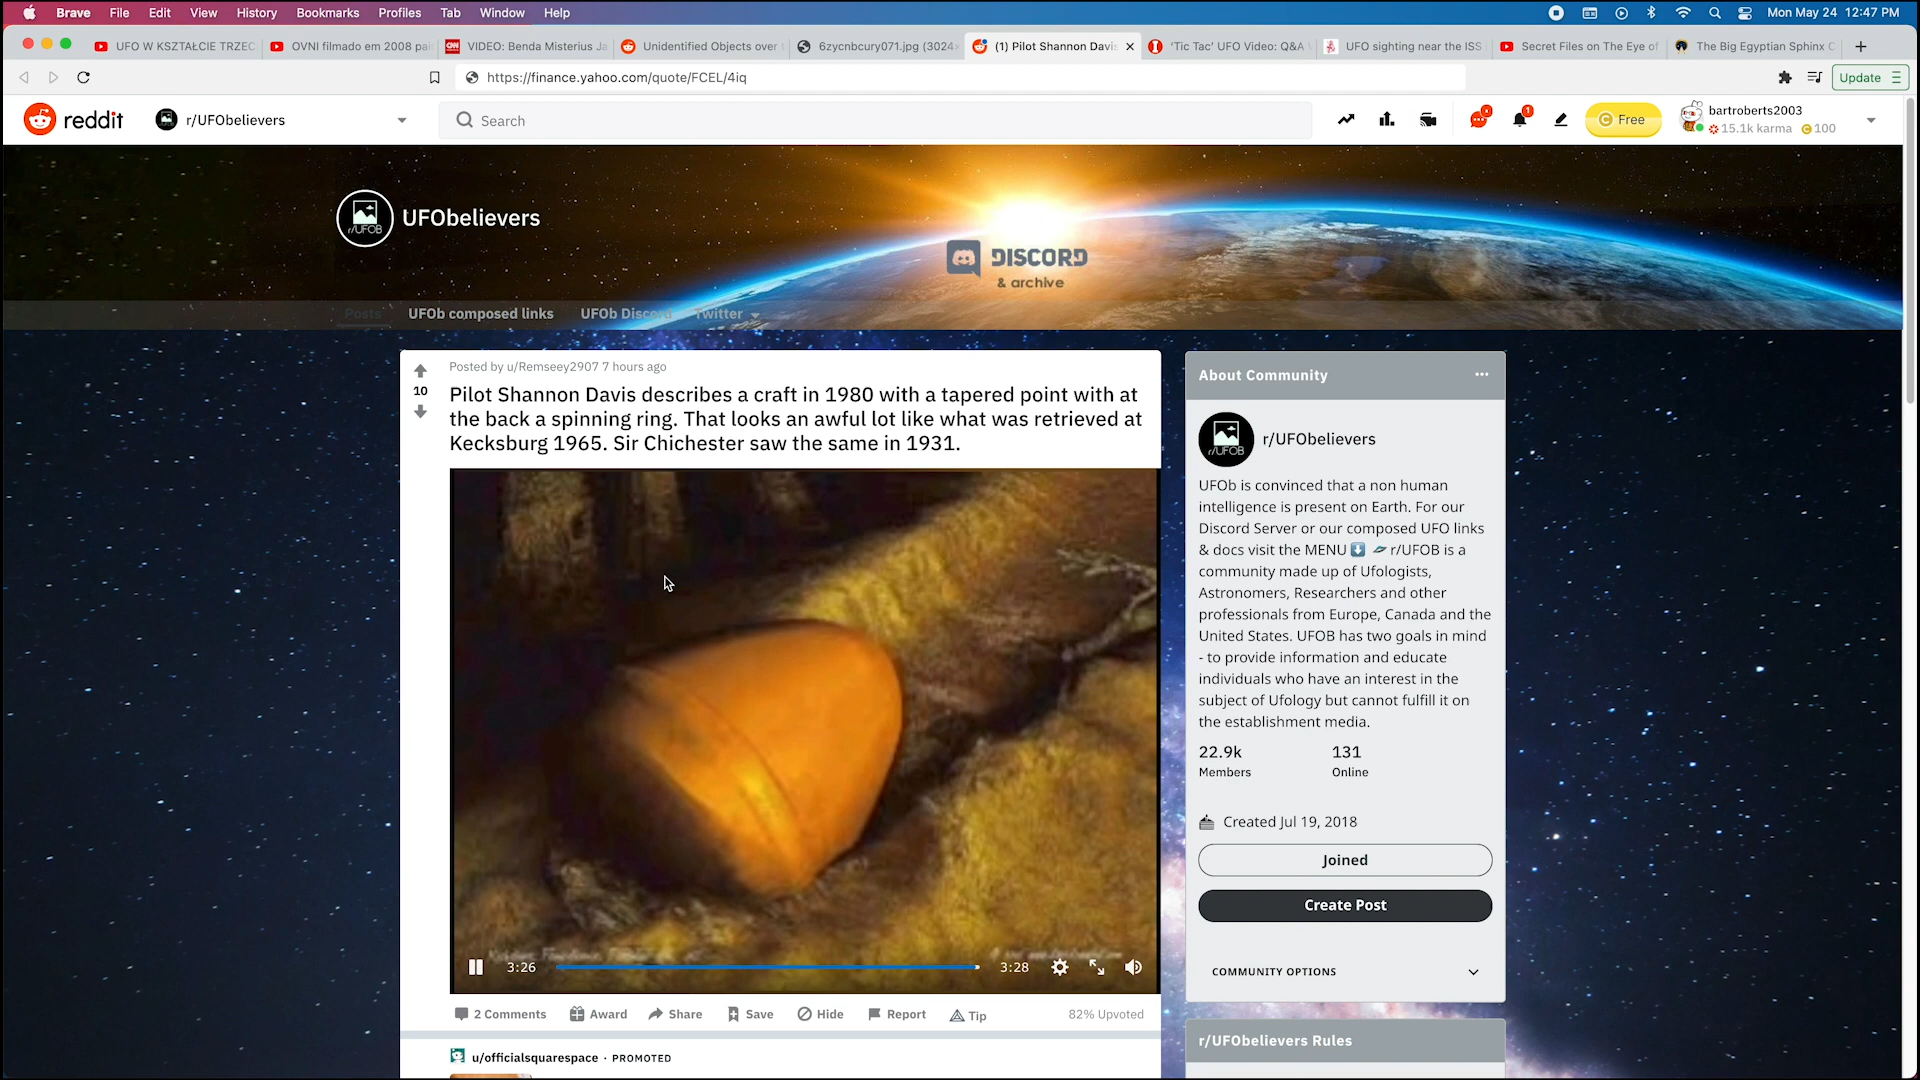 Brave File Edit View History Bookmarks Profiles Tab Window Help Mon May 24 12:47 PM
UFO W KSZTAŁCIE TRZEC OVNI filmado em 2008 pai VIDEO: Benda Misterius Ja Unidentified Objects over 6zycnbcury071.jpg (3024× (1) Pilot Shannon Davis 'Tic Tac' UFO Video: Q&A UFO sighting near the ISS Secret Files on The Eye of The Big Egyptian Sphinx C
https://finance.yahoo.com/quote/FCEL/4iq Update
reddit r/UFObelievers Search Free bartroberts2003
15.1k karma 100
r/UFOB UFObelievers
DISCORD
& archive
Posts UFOb composed links UFOb Discord Twitter
Posted by u/Remseey2907 7 hours ago
10
Pilot Shannon Davis describes a craft in 1980 with a tapered point with at
the back a spinning ring. That looks an awful lot like what was retrieved at
Kecksburg 1965. Sir Chichester saw the same in 1931.
3:26 3:28
2 Comments Award Share Save Hide Report Tip 82% Upvoted
u/officialsquarespace · PROMOTED
About Community
r/UFOB r/UFObelievers
UFOb is convinced that a non human
intelligence is present on Earth. For our
Discord Server or our composed UFO links
& docs visit the MENU ⬇️ r/UFOB is a
community made up of Ufologists,
Astronomers, Researchers and other
professionals from Europe, Canada and the
United States. UFOB has two goals in mind
- to provide information and educate
individuals who have an interest in the
subject of Ufology but cannot fulfill it on
the establishment media.
22.9k 131
Members Online
Created Jul 19, 2018
Joined
Create Post
COMMUNITY OPTIONS
r/UFObelievers Rules